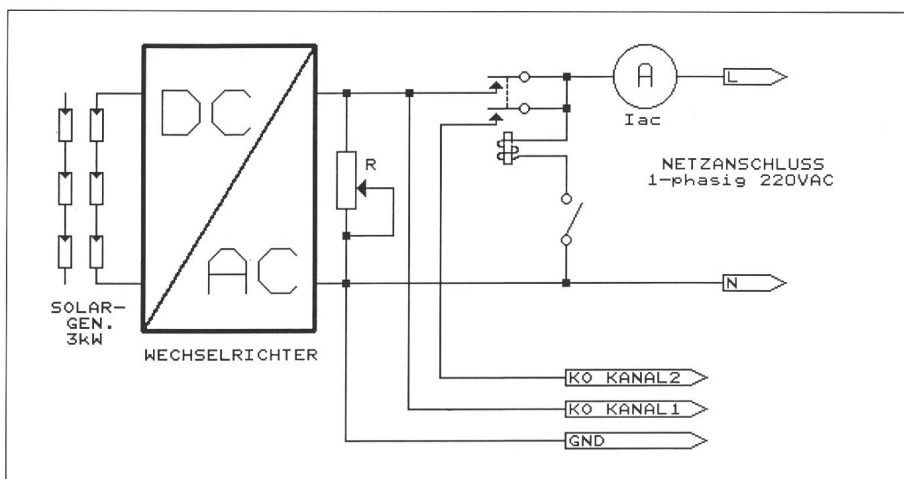 DC
AC
SOLAR-
GEN.
3kW
WECHSELRICHTER
R
A
Iac
L
NETZANSCHLUSS
1-phasig 220VAC
N
KO KANAL2
KO KANAL1
GND